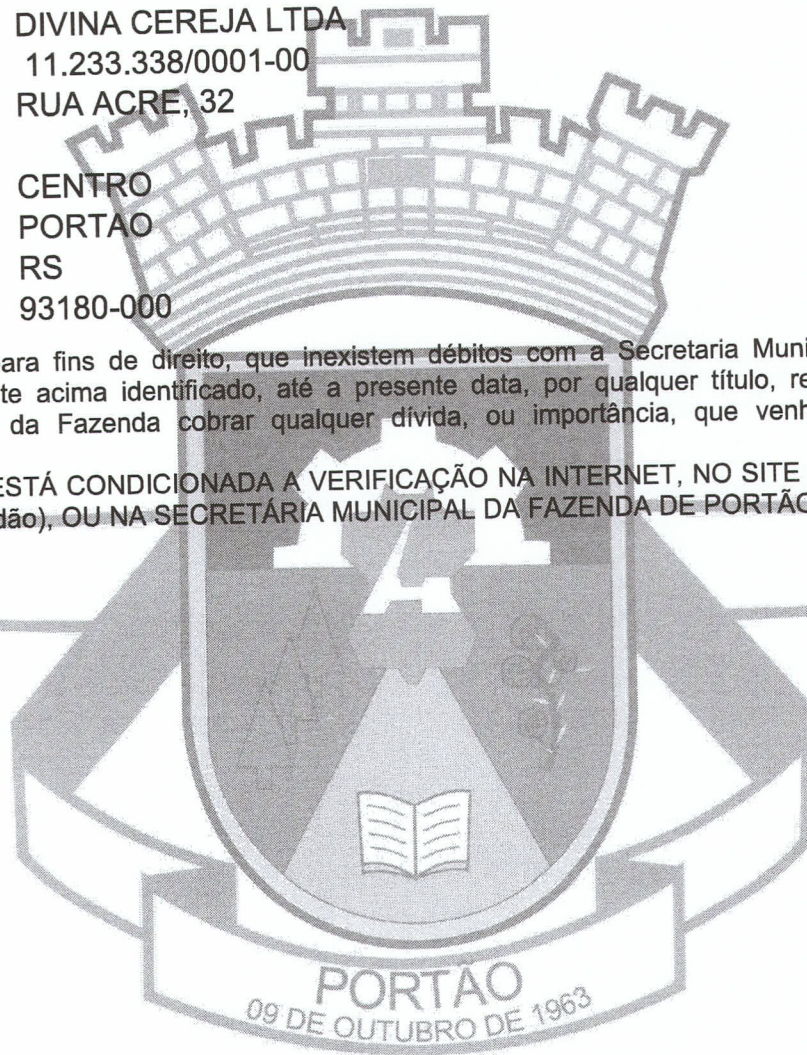 DIVINA CEREJA LTDA
11.233.338/0001-00
RUA ACRE, 32
CENTRO
PORTAO
RS
93180-000
ara fins de direito, que inexistem débitos com a Secretaria Muni
te acima identificado, até a presente data, por qualquer título, re
da Fazenda cobrar qualquer dívida, ou importância, que venh
ESTÁ CONDICIONADA A VERIFICAÇÃO NA INTERNET, NO SITE
dão), OU NA SECRETÁRIA MUNICIPAL DA FAZENDA DE PORTÃO
PORTÃO
09 DE OUTUBRO DE 1963